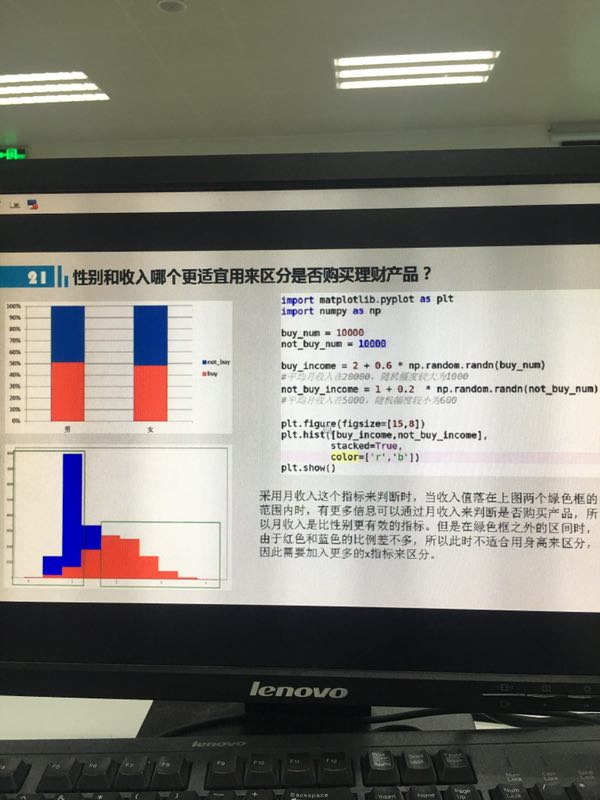 21 性别和收入哪个更适宜用来区分是否购买理财产品？
100%
90%
80%
70%
60%
50%
40%
30%
20%
10%
0%
男
女
not_buy
buy
import matplotlib.pyplot as plt
import numpy as np
buy_num = 10000
not_buy_num = 10000
buy_income = 2 + 0.6 * np.random.randn(buy_num)
#平均月收入在20000，随机幅度较大为1000
not_buy_income = 1 + 0.2 * np.random.randn(not_buy_num)
#平均月收入在5000，随机幅度较小为600
plt.figure(figsize=[15,8])
plt.hist([buy_income,not_buy_income],
stacked=True,
color=['r','b'])
plt.show()
采用月收入这个指标来判断时，当收入值落在上图两个绿色框的
范围内时，有更多信息可以通过月收入来判断是否购买产品，所
以月收入是比性别更有效的指标。但是在绿色框之外的区间时，
由于红色和蓝色的比例差不多，所以此时不适合用身高来区分，
因此需要加入更多的x指标来区分。
lenovo
lenovo
F5
F6
F7
F8
F9
F10
F11
F12
Backspace
Insert
Home
Page
Up
Num
Lock